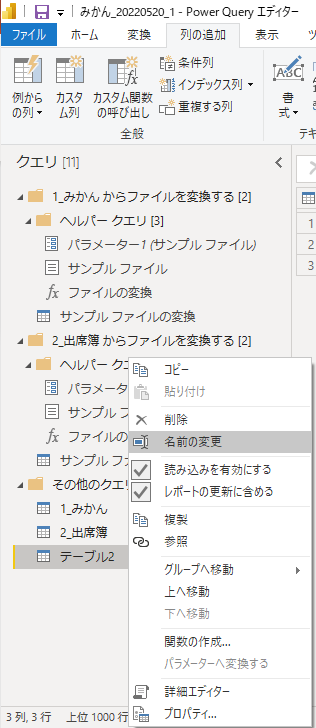 みかん_20220520_1 - Power Query エディター
ファイル ホーム 変換 列の追加 表示
例から
の列
カスタ
ム列
カスタム関数
の呼び出し
条件列
インデックス列
重複する列
全般
ABC
書
式
クエリ [11]
1_みかん からファイルを変換する [2]
ヘルパー クエリ [3]
パラメーター1 (サンプル ファイル)
サンプル ファイル
fx ファイルの変換
サンプル ファイルの変換
2_出席簿 からファイルを変換する [2]
ヘルパー クエ
パラメータ
サンプル ファ
fx ファイルの
サンプル ファ
その他のクエリ
1_みかん
2_出席簿
テーブル2
コピー
貼り付け
削除
名前の変更
読み込みを有効にする
レポートの更新に含める
複製
参照
グループへ移動
上へ移動
下へ移動
関数の作成...
パラメーターへ変換する
詳細エディター
プロパティ...
1
2
3
3 列, 3 行 上位 1000 行